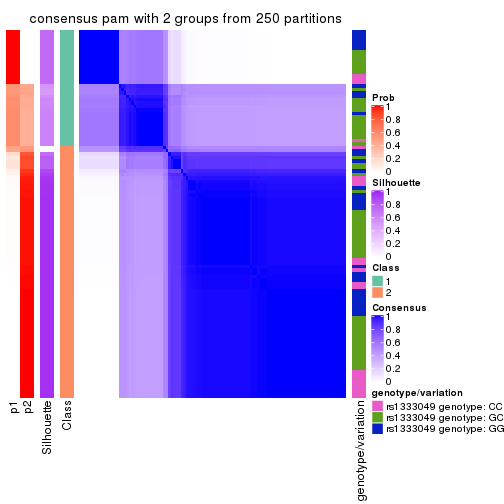 consensus pam with 2 groups from 250 partitions
Prob
1
0.8
0.6
0.4
0.2
0
Silhouette
1
0.8
0.6
0.4
0.2
0
Class
1
2
Consensus
1
0.8
0.6
0.4
0.2
0
genotype/variation
rs1333049 genotype: CC
rs1333049 genotype: GC
rs1333049 genotype: GG
p1
p2
Silhouette
Class
genotype/variation